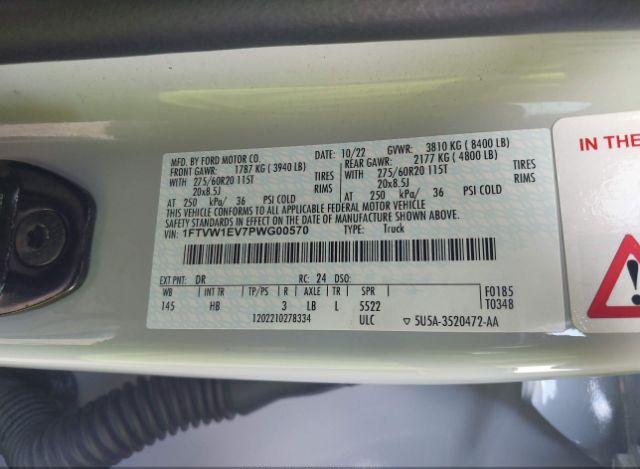 MFD. BY FORD MOTOR CO. DATE: 10/22 GVWR: 3810 KG ( 8400 LB)
FRONT GAWR: 1787 KG ( 3940 LB) REAR GAWR: 2177 KG ( 4800 LB)
WITH 275/60R20 115T TIRES WITH 275/60R20 115T TIRES
20x8.5J RIMS 20x8.5J RIMS
AT 250 kPa/ 36 PSI COLD AT 250 kPa/ 36 PSI COLD
THIS VEHICLE CONFORMS TO ALL APPLICABLE FEDERAL MOTOR VEHICLE
SAFETY STANDARDS IN EFFECT ON THE DATE OF MANUFACTURE SHOWN ABOVE.
VIN: 1FTVW1EV7PWG00570 TYPE: Truck
EXT PNT: DR RC: 24 DSO:
WB INT TR TP/PS R AXLE TR SPR F0185
145 HB 3 LB L 5522 T0348
1202210278334 ULC 5U5A-3520472-AA
IN THE